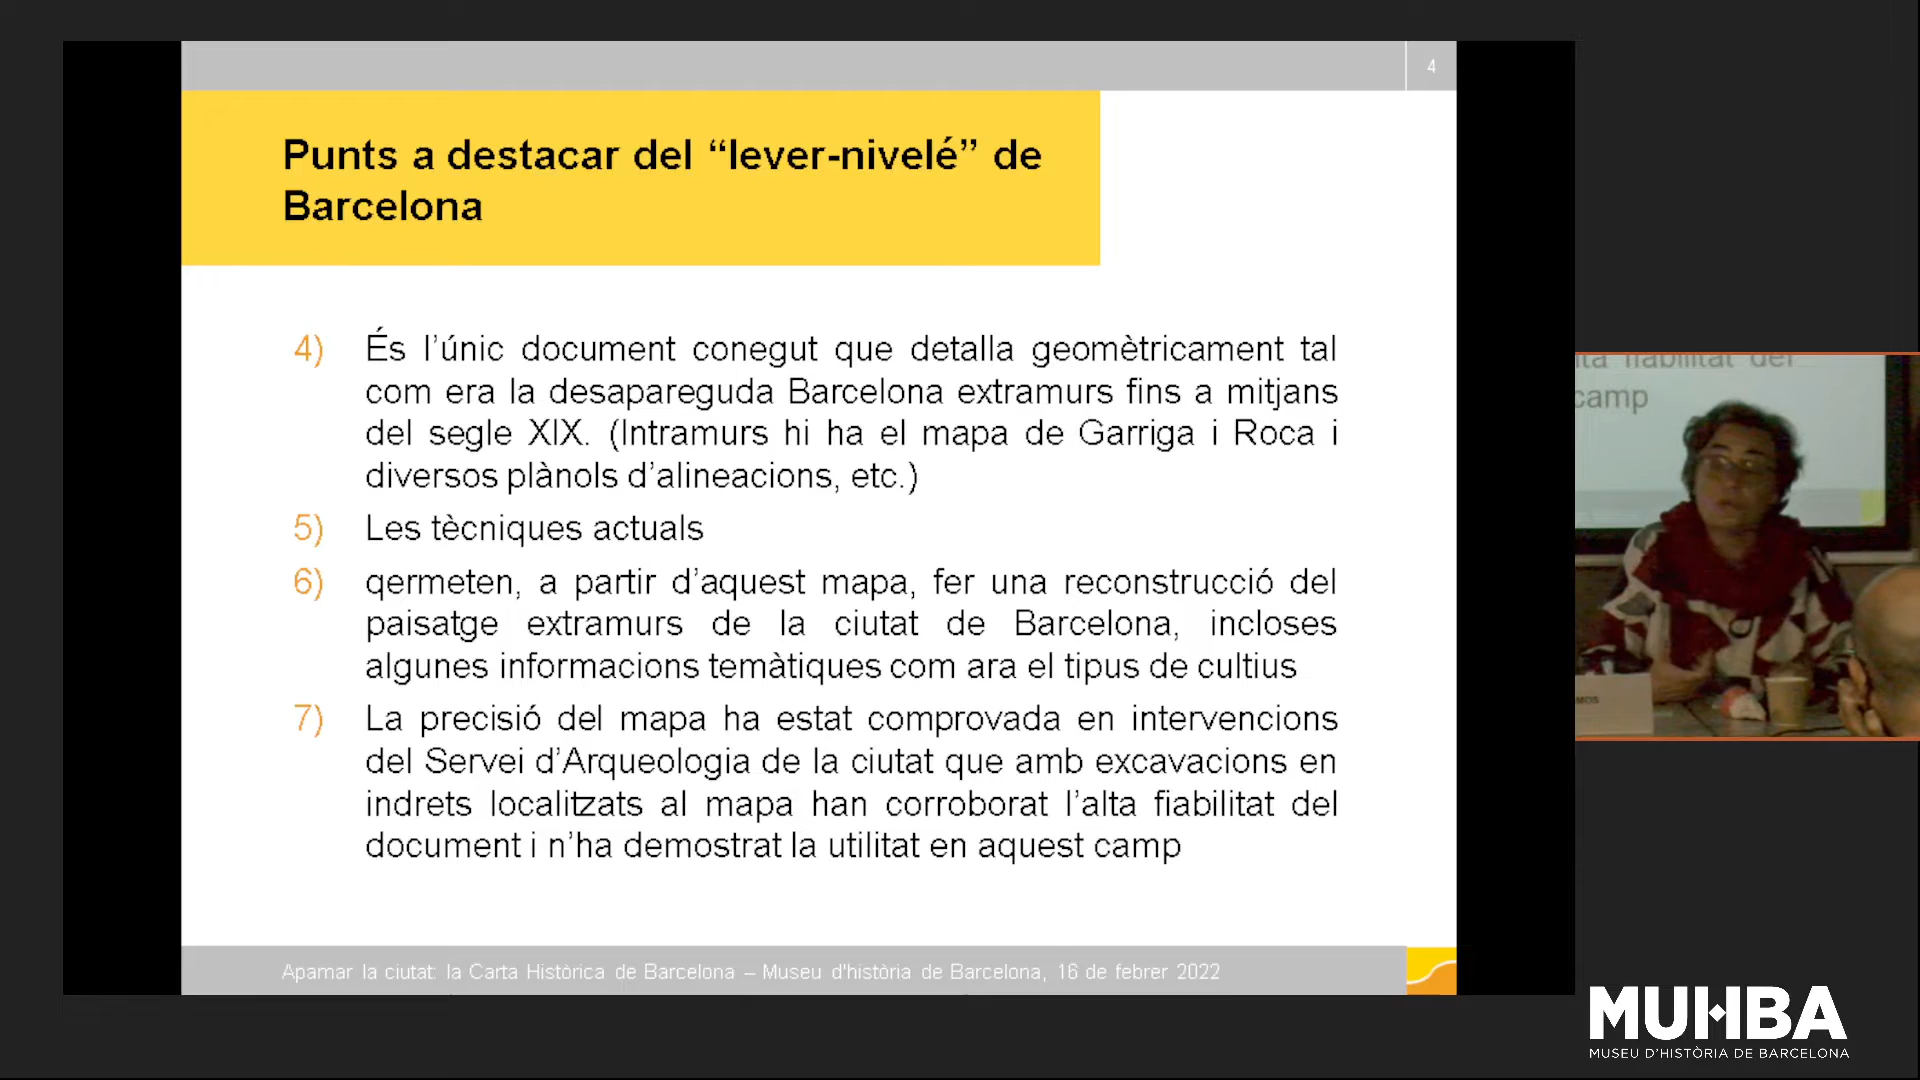 4
Punts a destacar del “lever-nivelé” de
Barcelona
4) És l’únic document conegut que detalla geomètricament tal
com era la desapareguda Barcelona extramurs fins a mitjans
del segle XIX. (Intramurs hi ha el mapa de Garriga i Roca i
diversos plànols d’alineacions, etc.)
5) Les tècniques actuals
6) qermeten, a partir d’aquest mapa, fer una reconstrucció del
paisatge extramurs de la ciutat de Barcelona, incloses
algunes informacions temàtiques com ara el tipus de cultius
7) La precisió del mapa ha estat comprovada en intervencions
del Servei d’Arqueologia de la ciutat que amb excavacions en
indrets localitzats al mapa han corroborat l’alta fiabilitat del
document i n’ha demostrat la utilitat en aquest camp
Apamar la ciutat: la Carta Històrica de Barcelona – Museu d'història de Barcelona, 16 de febrer 2022
fiabilitat del
camp
MUHBA
MUSEU D'HISTÒRIA DE BARCELONA